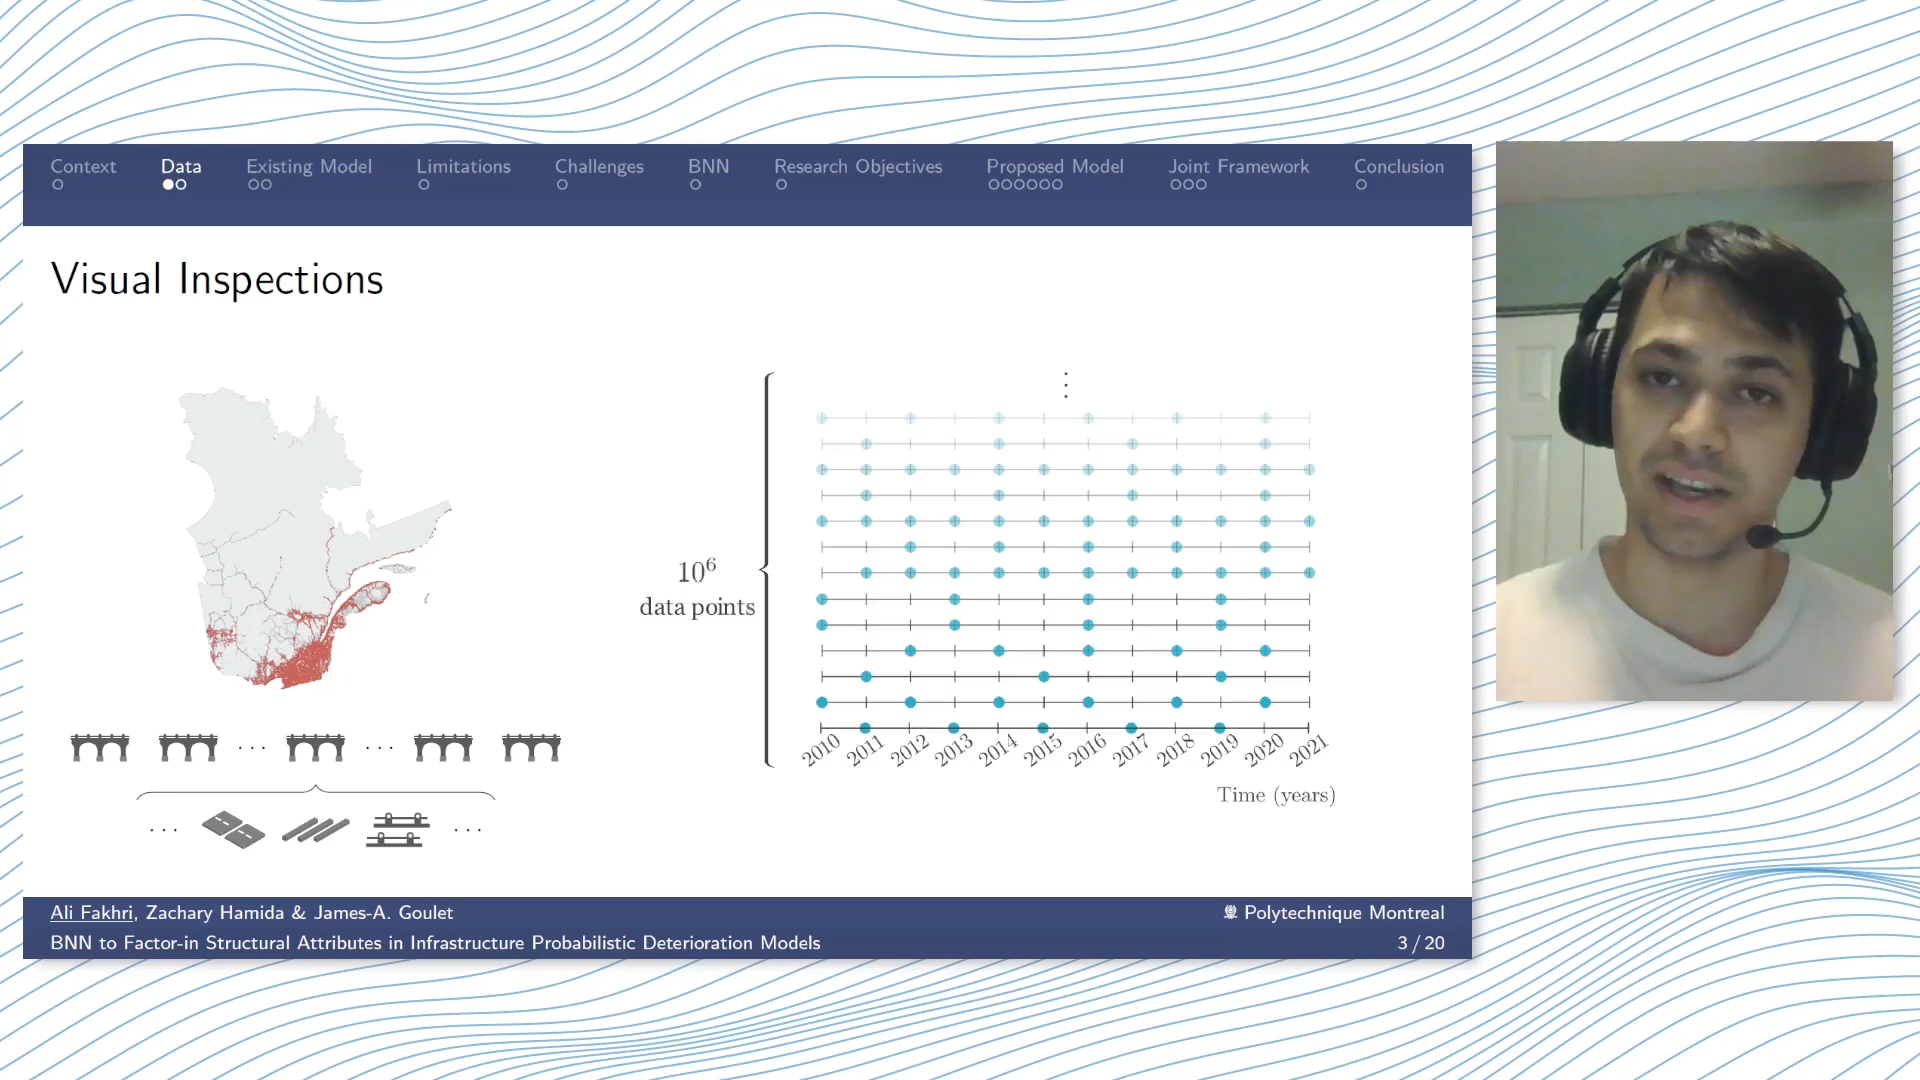 Context Data Existing Model Limitations Challenges BNN Research Objectives Proposed Model Joint Framework Conclusion
Visual Inspections
10^6
data points
2010 2011 2012 2013 2014 2015 2016 2017 2018 2019 2020 2021
Time (years)
Ali Fakhri, Zachary Hamida & James-A. Goulet
Polytechnique Montreal
BNN to Factor-in Structural Attributes in Infrastructure Probabilistic Deterioration Models
3 / 20